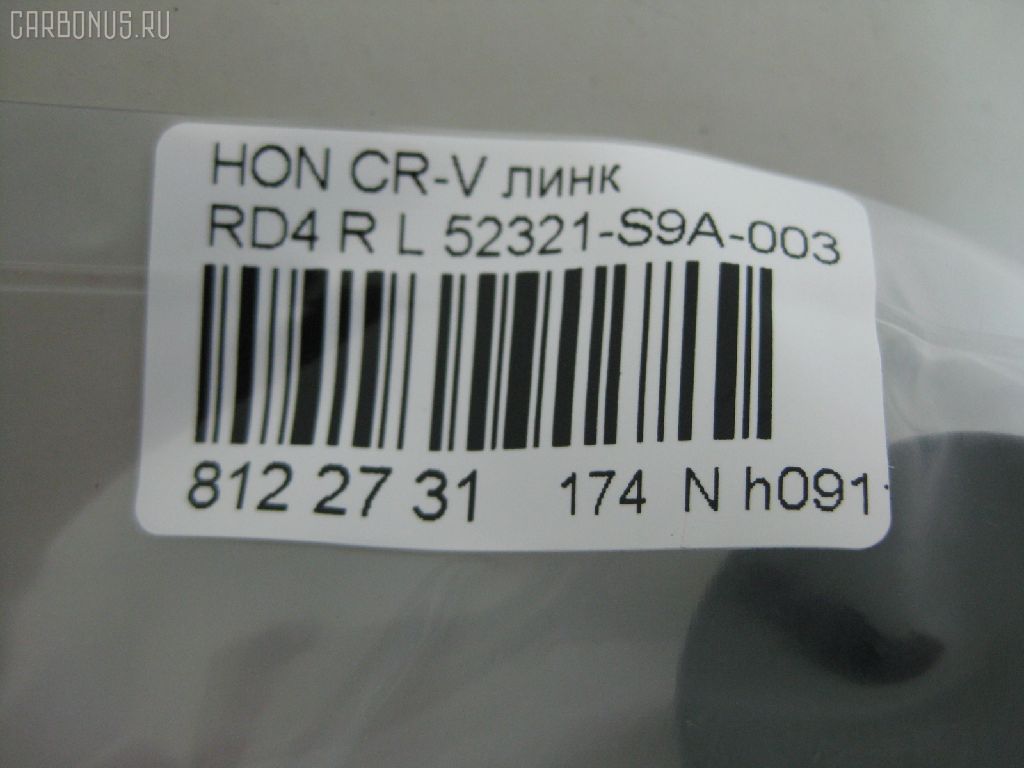 CARBONUS.RU
HON CR-V линк
RD4 R L 52321-S9A-003
812 27 31 174 N h091